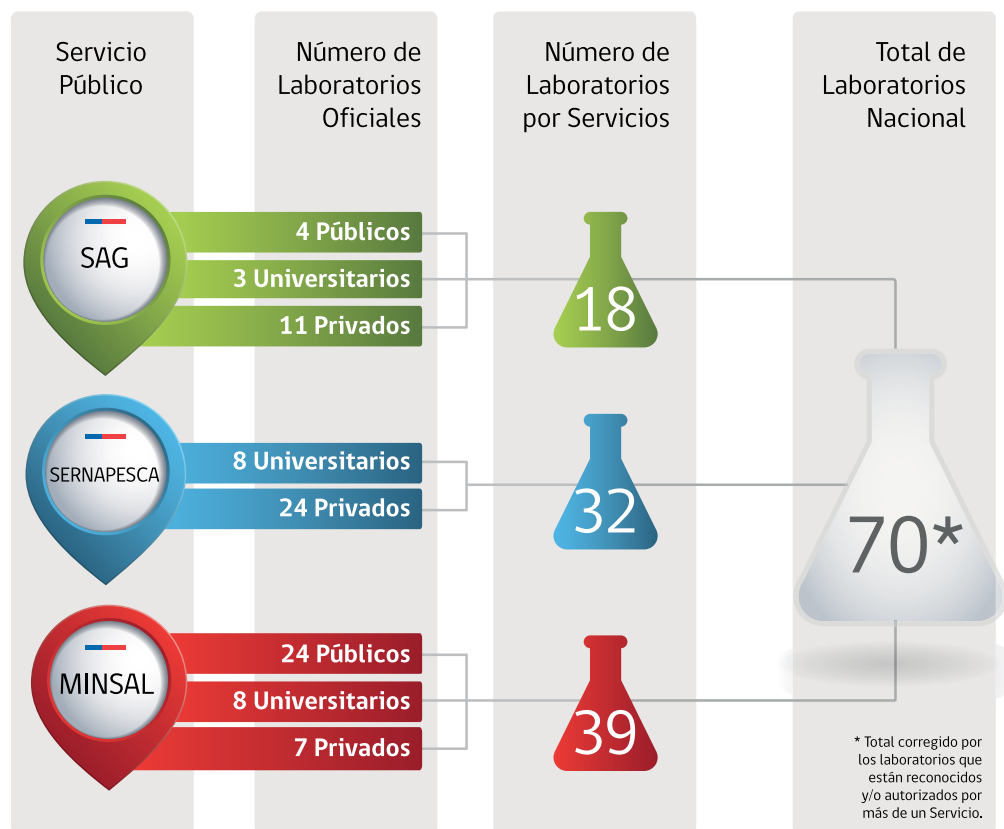 Servicio
Público
Número de
Laboratorios
Oficiales
Número de
Laboratorios
por Servicios
Total de
Laboratorios
Nacional
SAG
4 Públicos
3 Universitarios
11 Privados
18
SERNAPESCA
8 Universitarios
24 Privados
32
70*
MINSAL
24 Públicos
8 Universitarios
7 Privados
39
* Total corregido por
los laboratorios que
están reconocidos
y/o autorizados por
más de un Servicio.